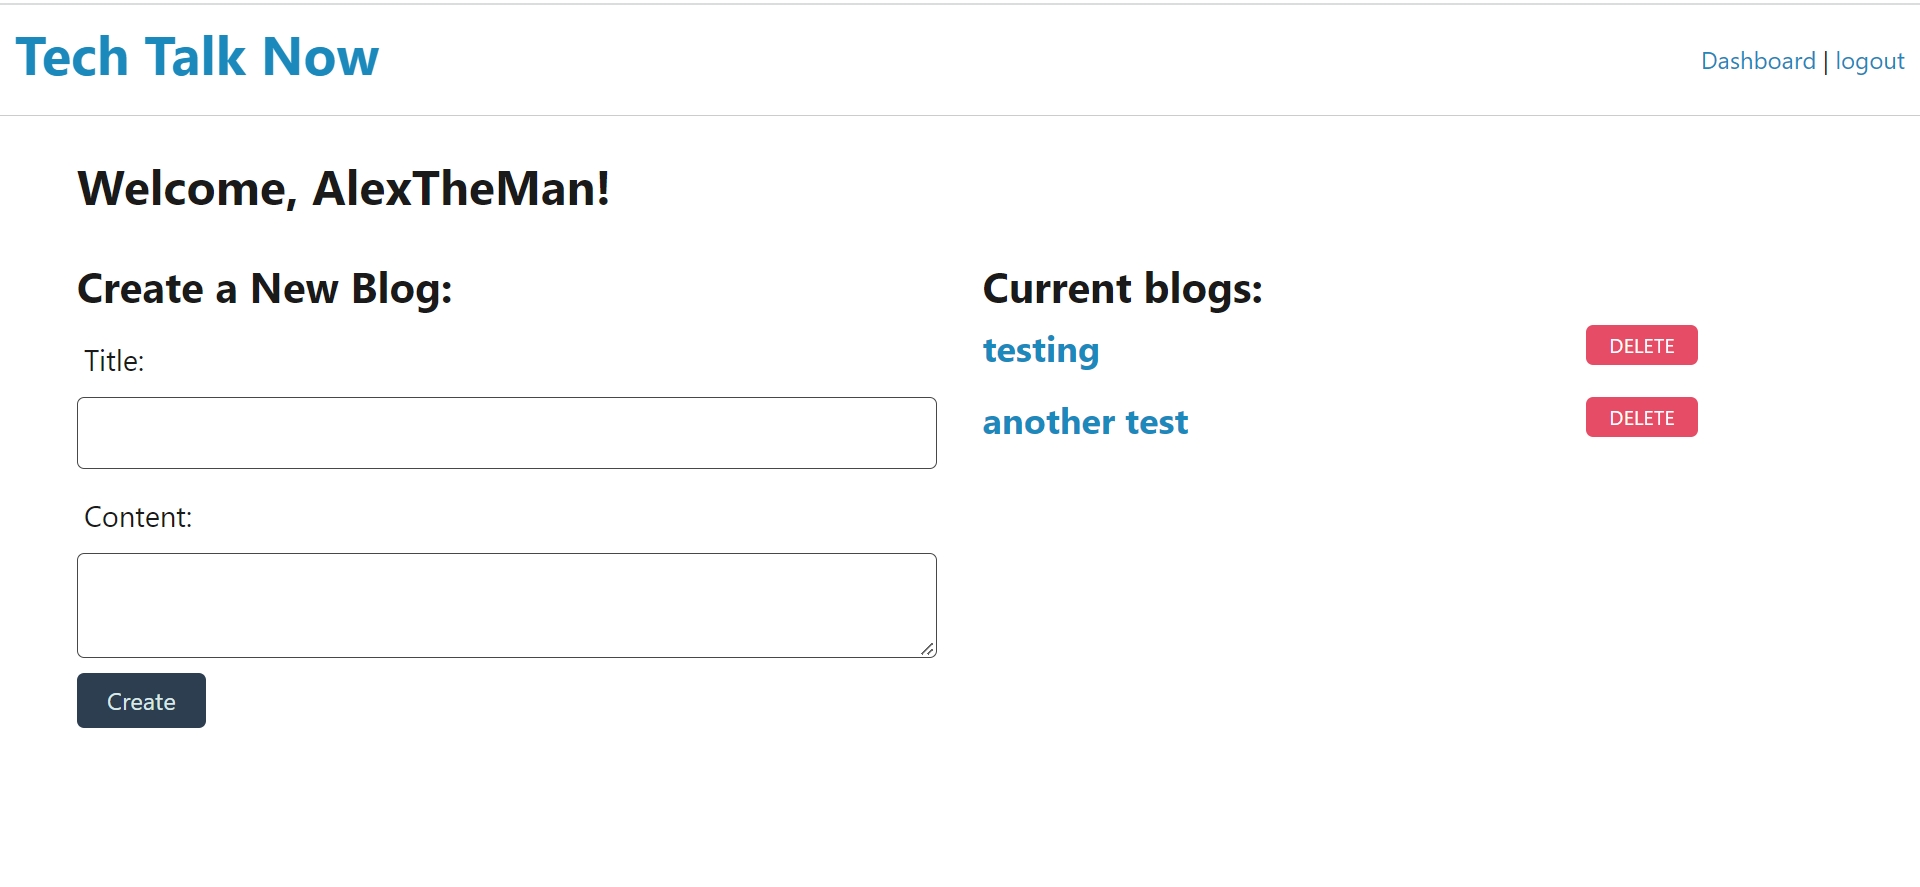 Tech Talk Now
Dashboard | logout
Welcome, AlexTheMan!
Create a New Blog:
Title:
Content:
Create
Current blogs:
testing
DELETE
another test
DELETE